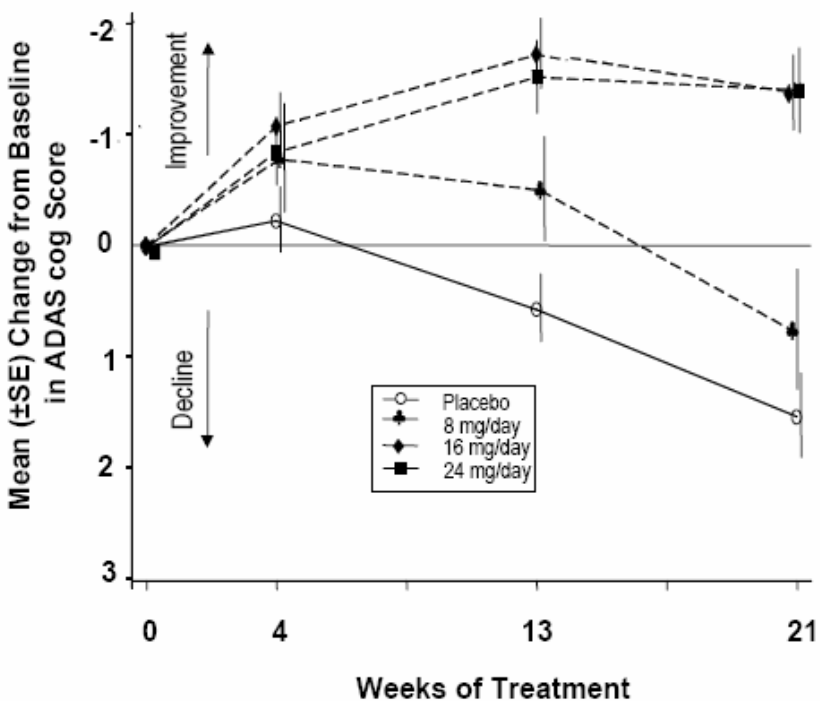 Mean (±SE) Change from Baseline
in ADAS cog Score
-2
-1
0
1
2
3
Improvement
Decline
Placebo
8 mg/day
16 mg/day
24 mg/day
0 4 13 21
Weeks of Treatment